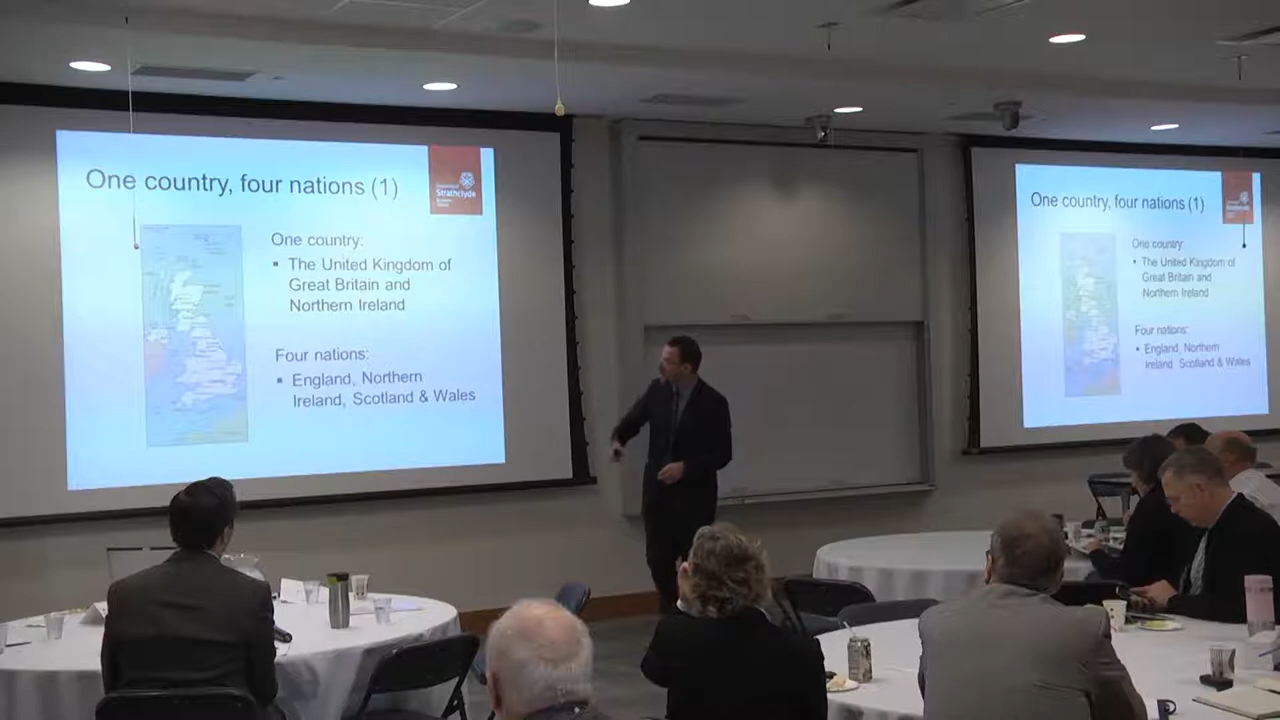 One country, four nations (1)
Strathclyde
One country:
▪ The United Kingdom of
Great Britain and
Northern Ireland
Four nations:
▪ England, Northern
Ireland, Scotland & Wales
One country, four nations (1)
Strathclyde
One country:
• The United Kingdom of
Great Britain and
Northern Ireland
Four nations:
• England, Northern
Ireland, Scotland & Wales